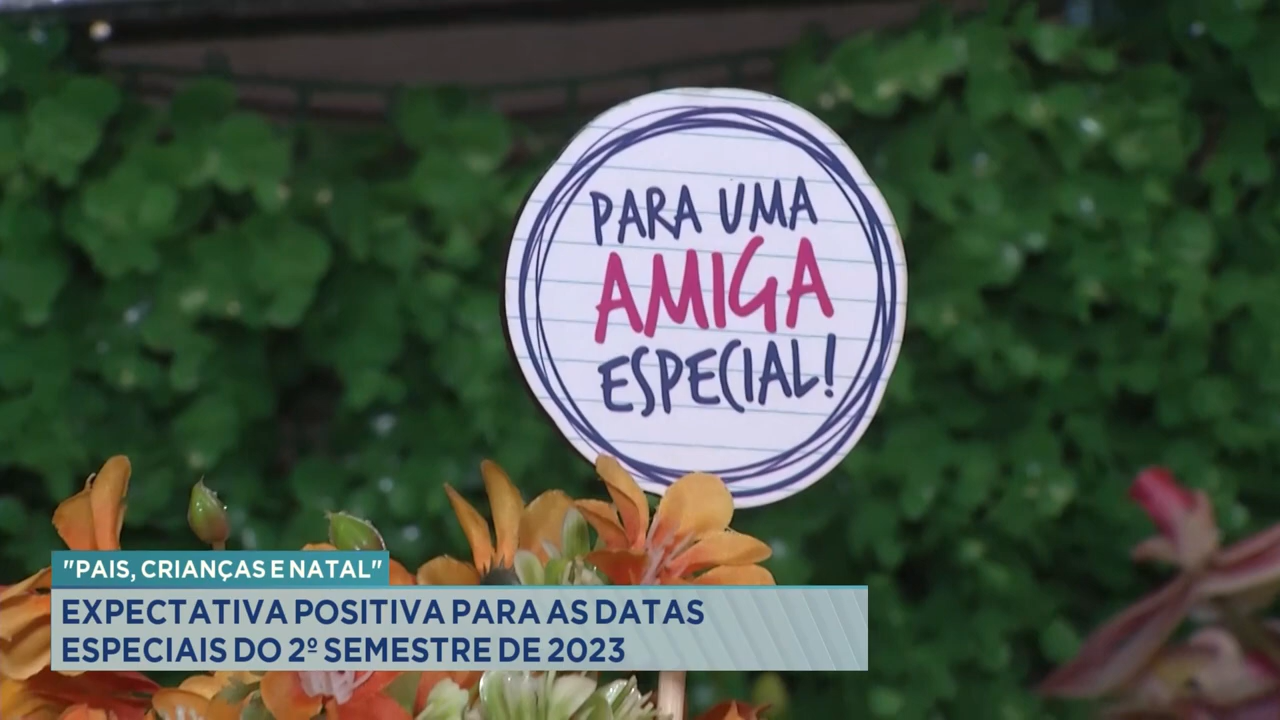 PARA UMA
AMIGA
ESPECIAL!
"PAIS, CRIANÇAS E NATAL"
EXPECTATIVA POSITIVA PARA AS DATAS
ESPECIAIS DO 2º SEMESTRE DE 2023